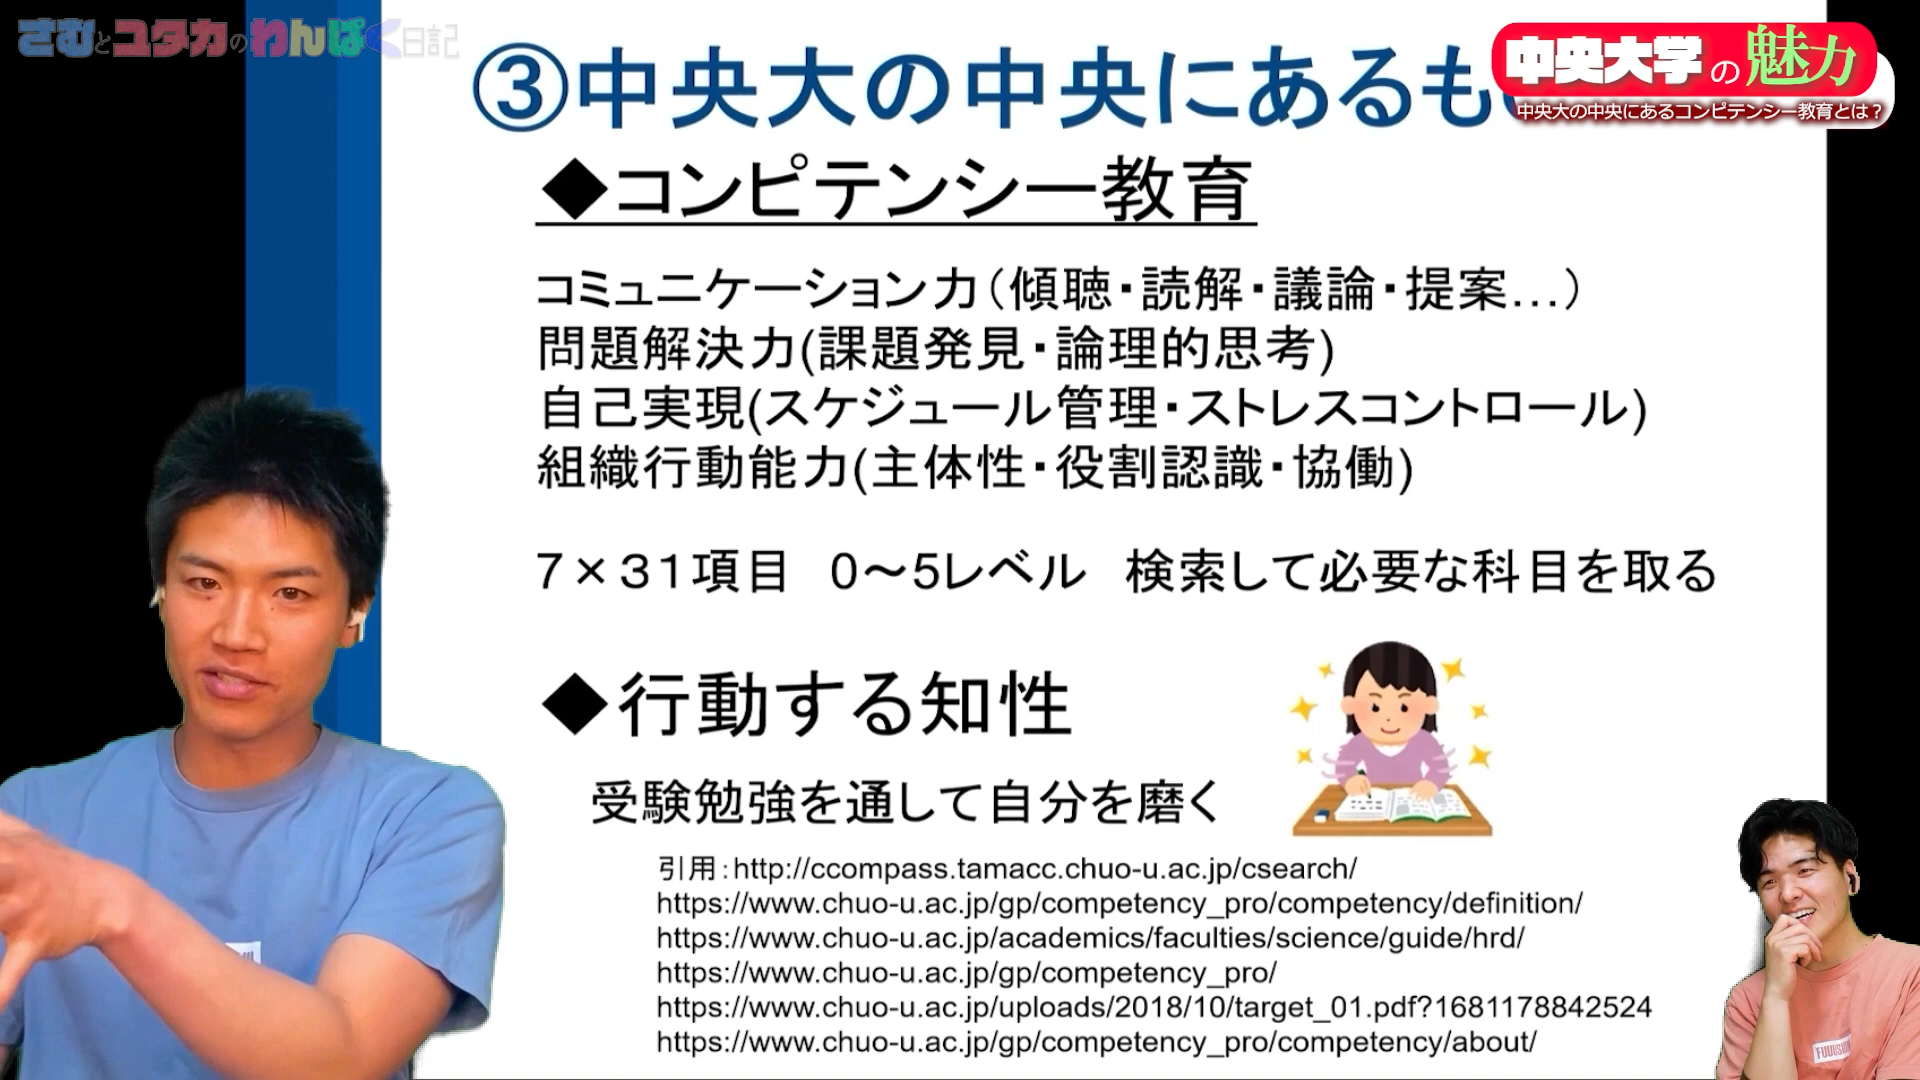 さむとユタカのわんぱく日記
中央大学の魅力
中央大の中央にあるコンピテンシー教育とは？
③中央大の中央にあるも
◆コンピテンシー教育
コミュニケーション力（傾聴・読解・議論・提案…）
問題解決力(課題発見・論理的思考)
自己実現(スケジュール管理・ストレスコントロール)
組織行動能力(主体性・役割認識・協働)
７×３１項目　0～5レベル　検索して必要な科目を取る
◆行動する知性
受験勉強を通して自分を磨く
引用：http://ccompass.tamacc.chuo-u.ac.jp/csearch/
https://www.chuo-u.ac.jp/gp/competency_pro/competency/definition/
https://www.chuo-u.ac.jp/academics/faculties/science/guide/hrd/
https://www.chuo-u.ac.jp/gp/competency_pro/
https://www.chuo-u.ac.jp/uploads/2018/10/target_01.pdf?1681178842524
https://www.chuo-u.ac.jp/gp/competency_pro/competency/about/